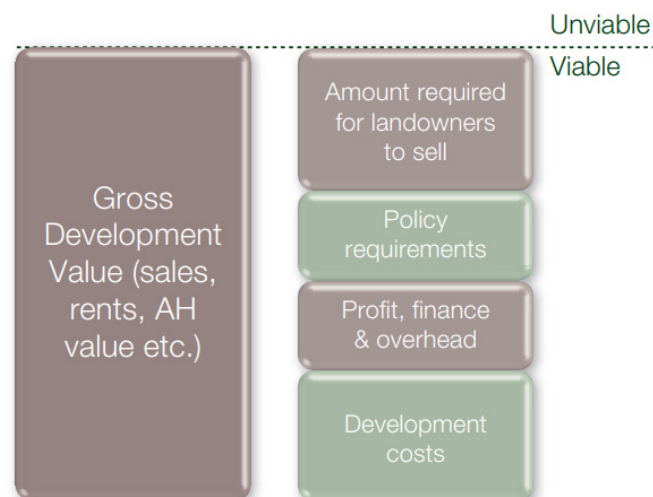 Unviable
Viable
Gross
Development
Value (sales,
rents, AH
value etc.)
Amount required
for landowners
to sell
Policy
requirements
Profit, finance
& overhead
Development
costs